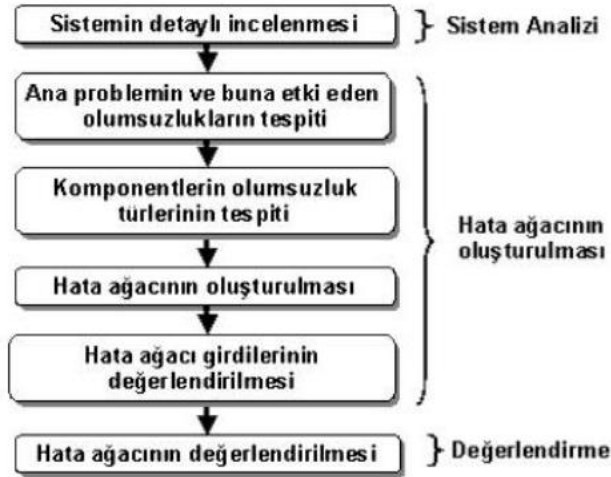 Sistemin detaylı incelenmesi
Sistem Analizi
Ana problemin ve buna etki eden
olumsuzlukların tespiti
Komponentlerin olumsuzluk
türlerinin tespiti
Hata ağacının
oluşturulması
Hata ağacının oluşturulması
Hata ağacı girdilerinin
değerlendirilmesi
Hata ağacının değerlendirilmesi
Değerlendirme